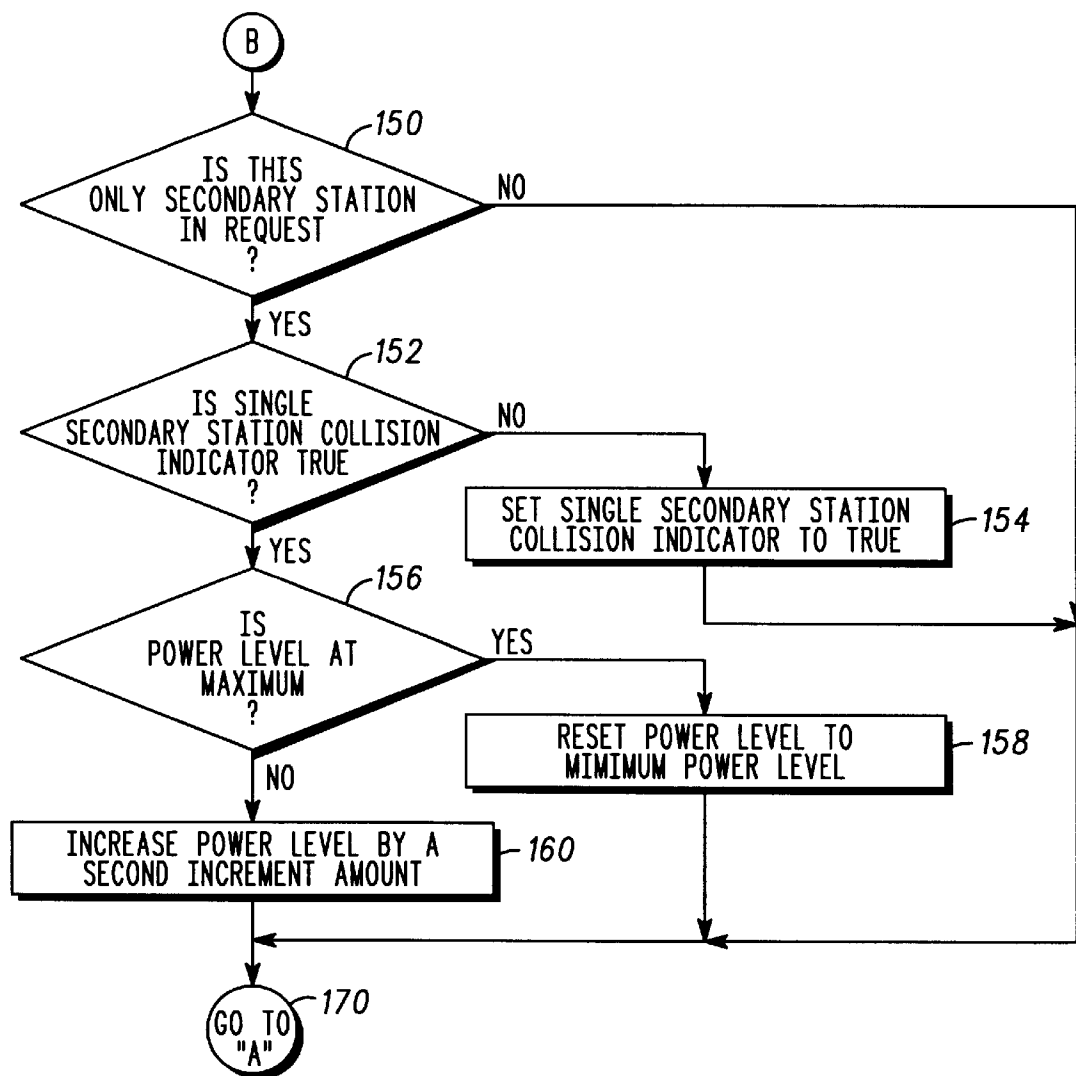 B
150
IS THIS
ONLY SECONDARY STATION
IN REQUEST
?
NO
YES
152
IS SINGLE
SECONDARY STATION COLLISION
INDICATOR TRUE
?
NO
SET SINGLE SECONDARY STATION
COLLISION INDICATOR TO TRUE
154
YES
156
IS
POWER LEVEL AT
MAXIMUM
?
YES
RESET POWER LEVEL TO
MIMIMUM POWER LEVEL
158
NO
INCREASE POWER LEVEL BY A
SECOND INCREMENT AMOUNT
160
GO TO
"A"
170